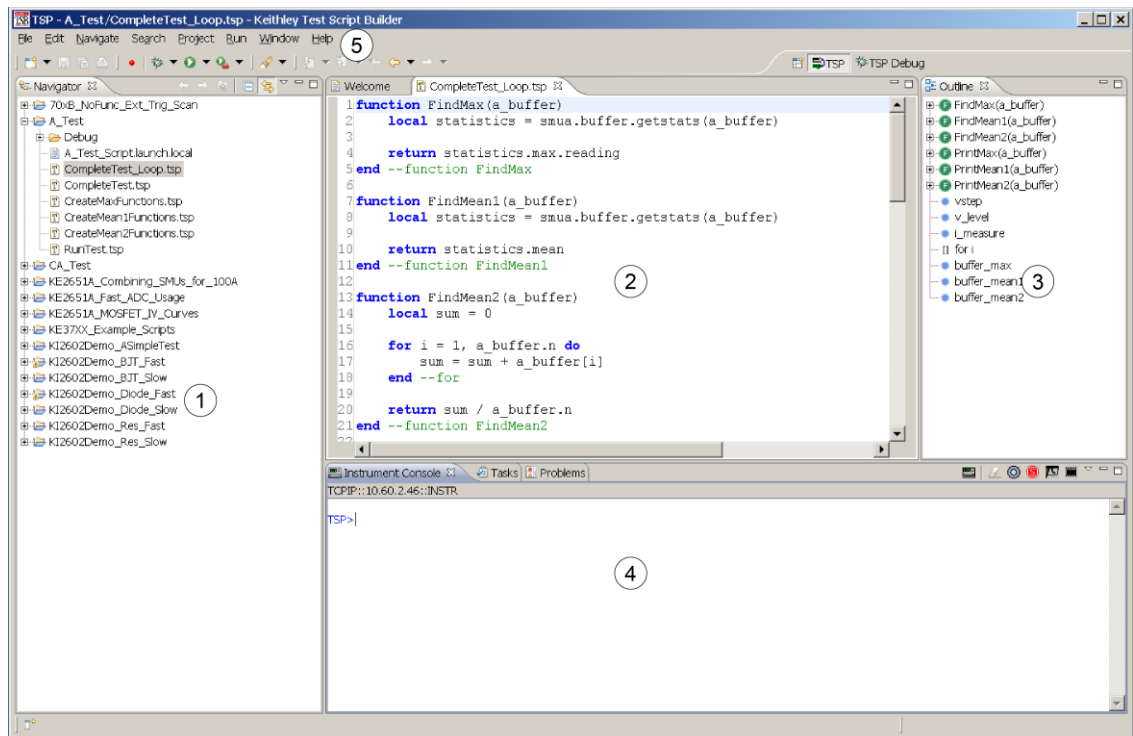 TSP - A_Test/CompleteTest_Loop.tsp - Keithley Test Script Builder
File Edit Navigate Search Project Run Window Help
5
TSP TSP Debug
Navigator
70xB_NoFunc_Ext_Trig_Scan
A_Test
Debug
A_Test_Script.launch.local
CompleteTest_Loop.tsp
CompleteTest.tsp
CreateMaxFunctions.tsp
CreateMean1Functions.tsp
CreateMean2Functions.tsp
RunTest.tsp
CA_Test
KE2651A_Combining_SMUs_for_100A
KE2651A_Fast_ADC_Usage
KE2651A_MOSFET_IV_Curves
KE37XX_Example_Scripts
KI2602Demo_ASimpleTest
KI2602Demo_BJT_Fast
KI2602Demo_BJT_Slow
KI2602Demo_Diode_Fast
KI2602Demo_Diode_Slow
KI2602Demo_Res_Fast
KI2602Demo_Res_Slow
1
Welcome CompleteTest_Loop.tsp
1 function FindMax(a_buffer)
2 local statistics = smua.buffer.getstats(a_buffer)
3
4 return statistics.max.reading
5 end --function FindMax
6
7 function FindMean1(a_buffer)
8 local statistics = smua.buffer.getstats(a_buffer)
9
10 return statistics.mean
11 end --function FindMean1
12
13 function FindMean2(a_buffer)
14 local sum = 0
15
16 for i = 1, a_buffer.n do
17 sum = sum + a_buffer[i]
18 end --for
19
20 return sum / a_buffer.n
21 end --function FindMean2
22
2
Outline
FindMax(a_buffer)
FindMean1(a_buffer)
FindMean2(a_buffer)
PrintMax(a_buffer)
PrintMean1(a_buffer)
PrintMean2(a_buffer)
vstep
v_level
i_measure
[] for i
buffer_max
buffer_mean1
buffer_mean2
3
Instrument Console Tasks Problems
TCPIP::10.60.2.46::INSTR
TSP>
4